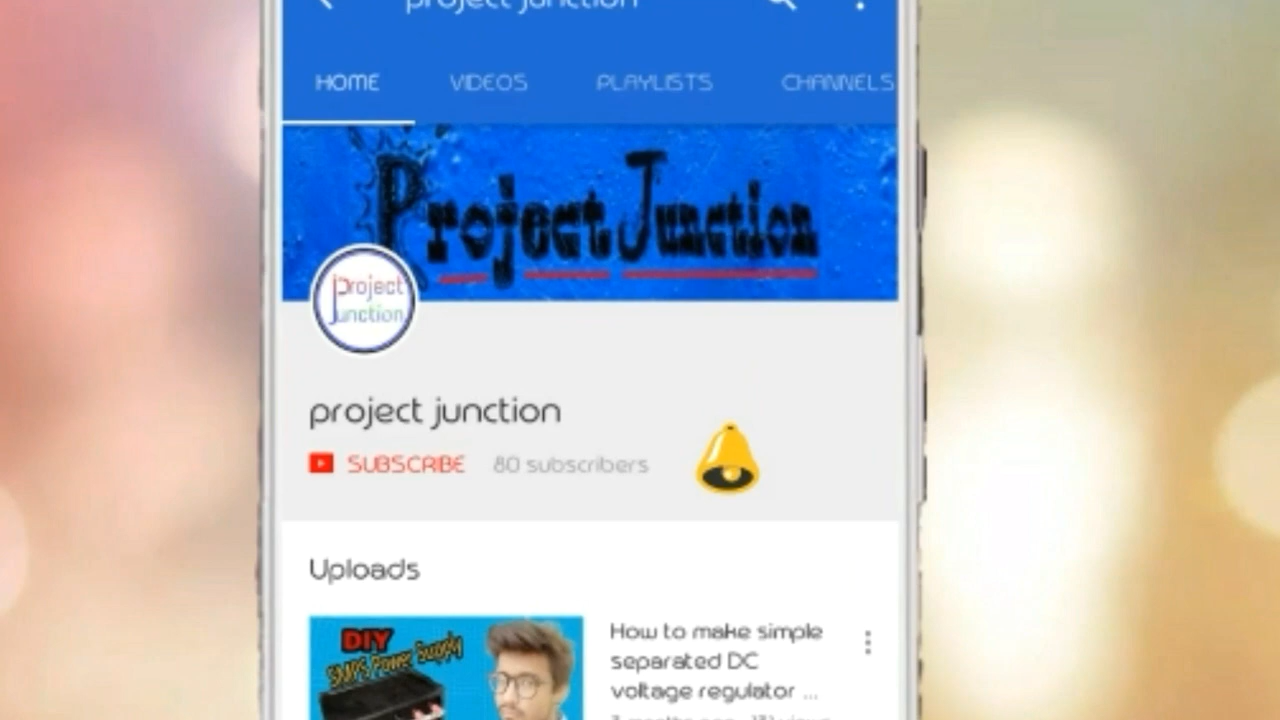 project junction
HOME VIDEOS PLAYLISTS CHANNELS
Project Junction
project
junction
project junction
SUBSCRIBE 80 subscribers
Uploads
DIY
SMPS Power Supply
How to make simple
separated DC
voltage regulator ...